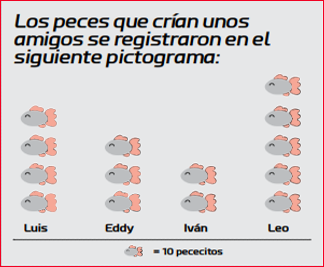 Los peces que crían unos
amigos se registraron en el
siguiente pictograma:
Luis Eddy Iván Leo
= 10 pececitos